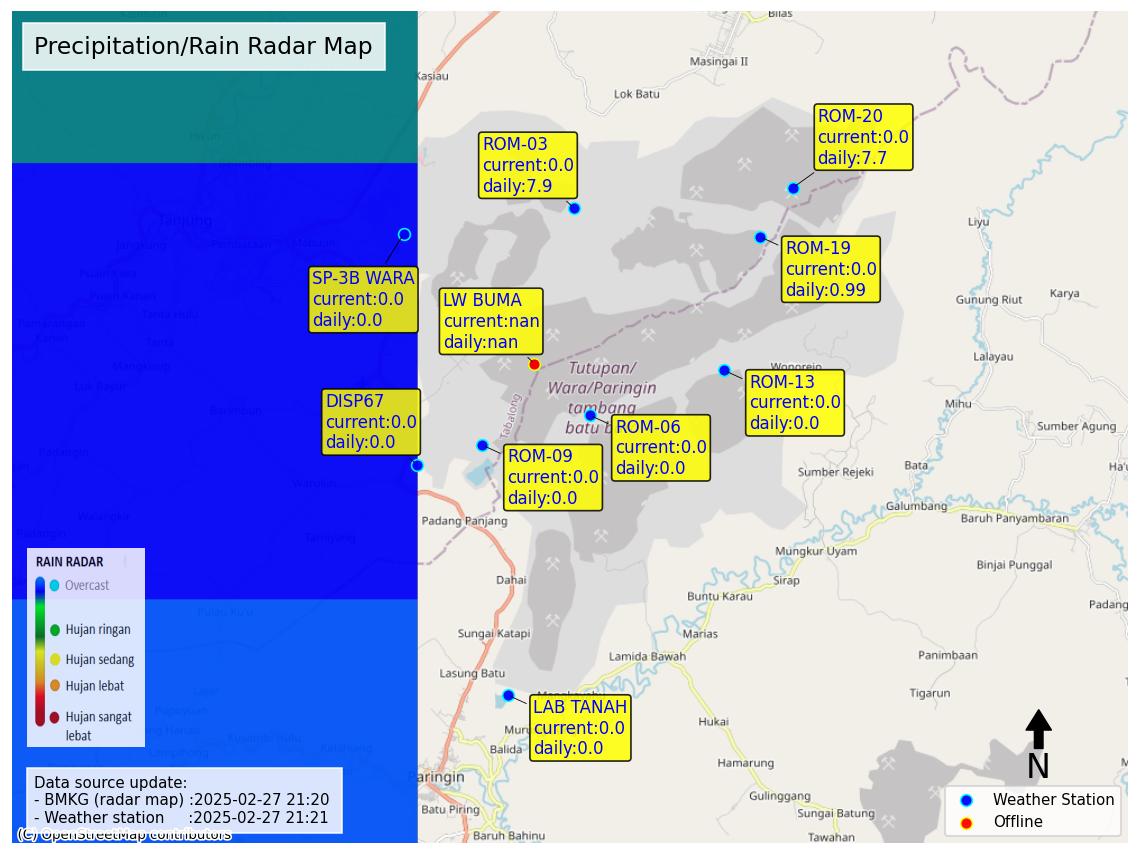 Precipitation/Rain Radar Map
Bilas
Masingai II
Kasiau
Lok Batu
ROM-20
current:0.0
daily:7.7
ROM-03
current:0.0
daily:7.9
Tanjung
Liyu
ROM-19
current:0.0
daily:0.99
SP-3B WARA
current:0.0
daily:0.0
LW BUMA
current:nan
daily:nan
Gunung Riut
Karya
Lalayau
Wonorejo
Tutupan/
Wara/Paringin
tambang
batu b
Tabalong
ROM-13
current:0.0
daily:0.0
DISP67
current:0.0
daily:0.0
ROM-06
current:0.0
daily:0.0
Mihu
Sumber Agung
ROM-09
current:0.0
daily:0.0
Bata
Sumber Rejeki
Galumbang
Baruh Panyambaran
Padang Panjang
Mungkur Uyam
Binjai Punggal
RAIN RADAR
Overcast
Hujan ringan
Hujan sedang
Hujan lebat
Hujan sangat
lebat
Dahai
Sirap
Buntu Karau
Padang
Sungai Katapi
Marias
Lamida Bawah
Panimbaan
Lasung Batu
Tigarun
LAB TANAH
current:0.0
daily:0.0
Hukai
Balida
Hamarung
Paringin
Gulinggang
Batu Piring
Sungai Batung
Baruh Bahinu
Tawahan
N
Data source update:
- BMKG (radar map) :2025-02-27 21:20
- Weather station :2025-02-27 21:21
(C) OpenStreetMap contributors
Weather Station
Offline